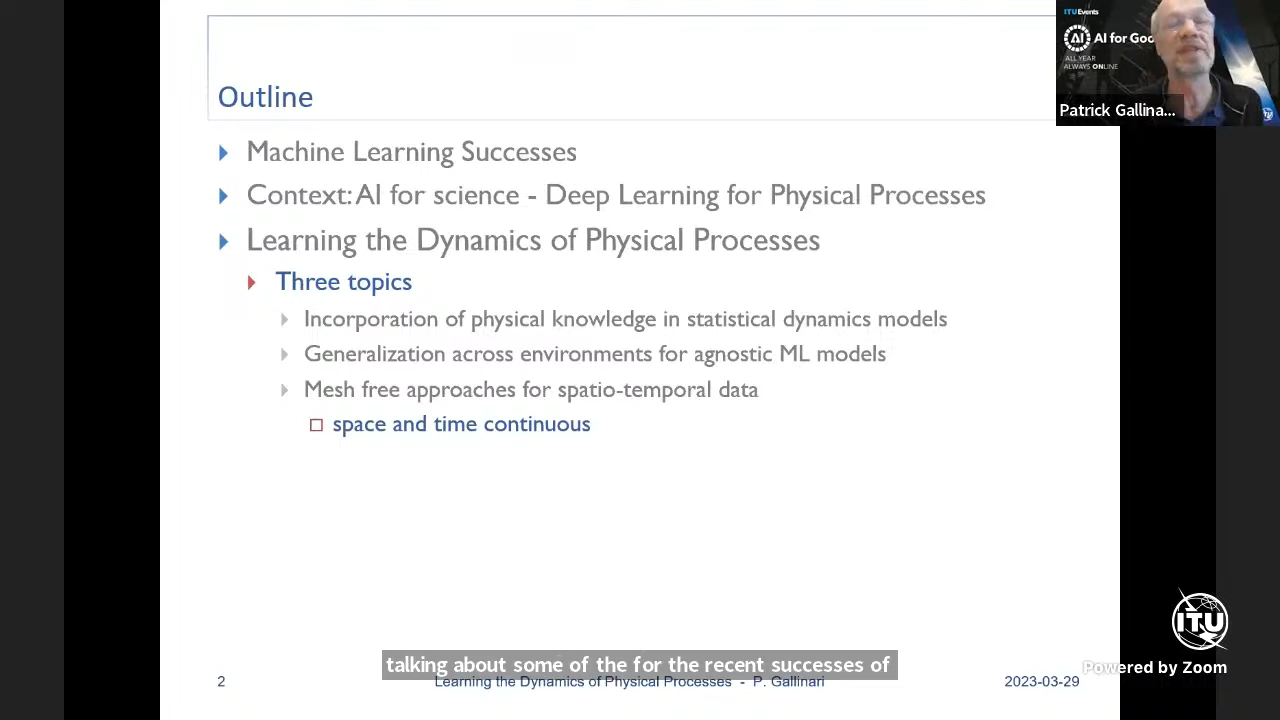 Outline
Machine Learning Successes
Context: AI for science - Deep Learning for Physical Processes
Learning the Dynamics of Physical Processes
Three topics
Incorporation of physical knowledge in statistical dynamics models
Generalization across environments for agnostic ML models
Mesh free approaches for spatio-temporal data
space and time continuous
talking about some of the for the recent successes of
2
Learning the Dynamics of Physical Processes - P. Gallinari
2023-03-29
ITUEvents
AI
AI for Goo
ALL YEAR
ALWAYS ONLINE
Patrick Gallina...
ITU
Powered by Zoom